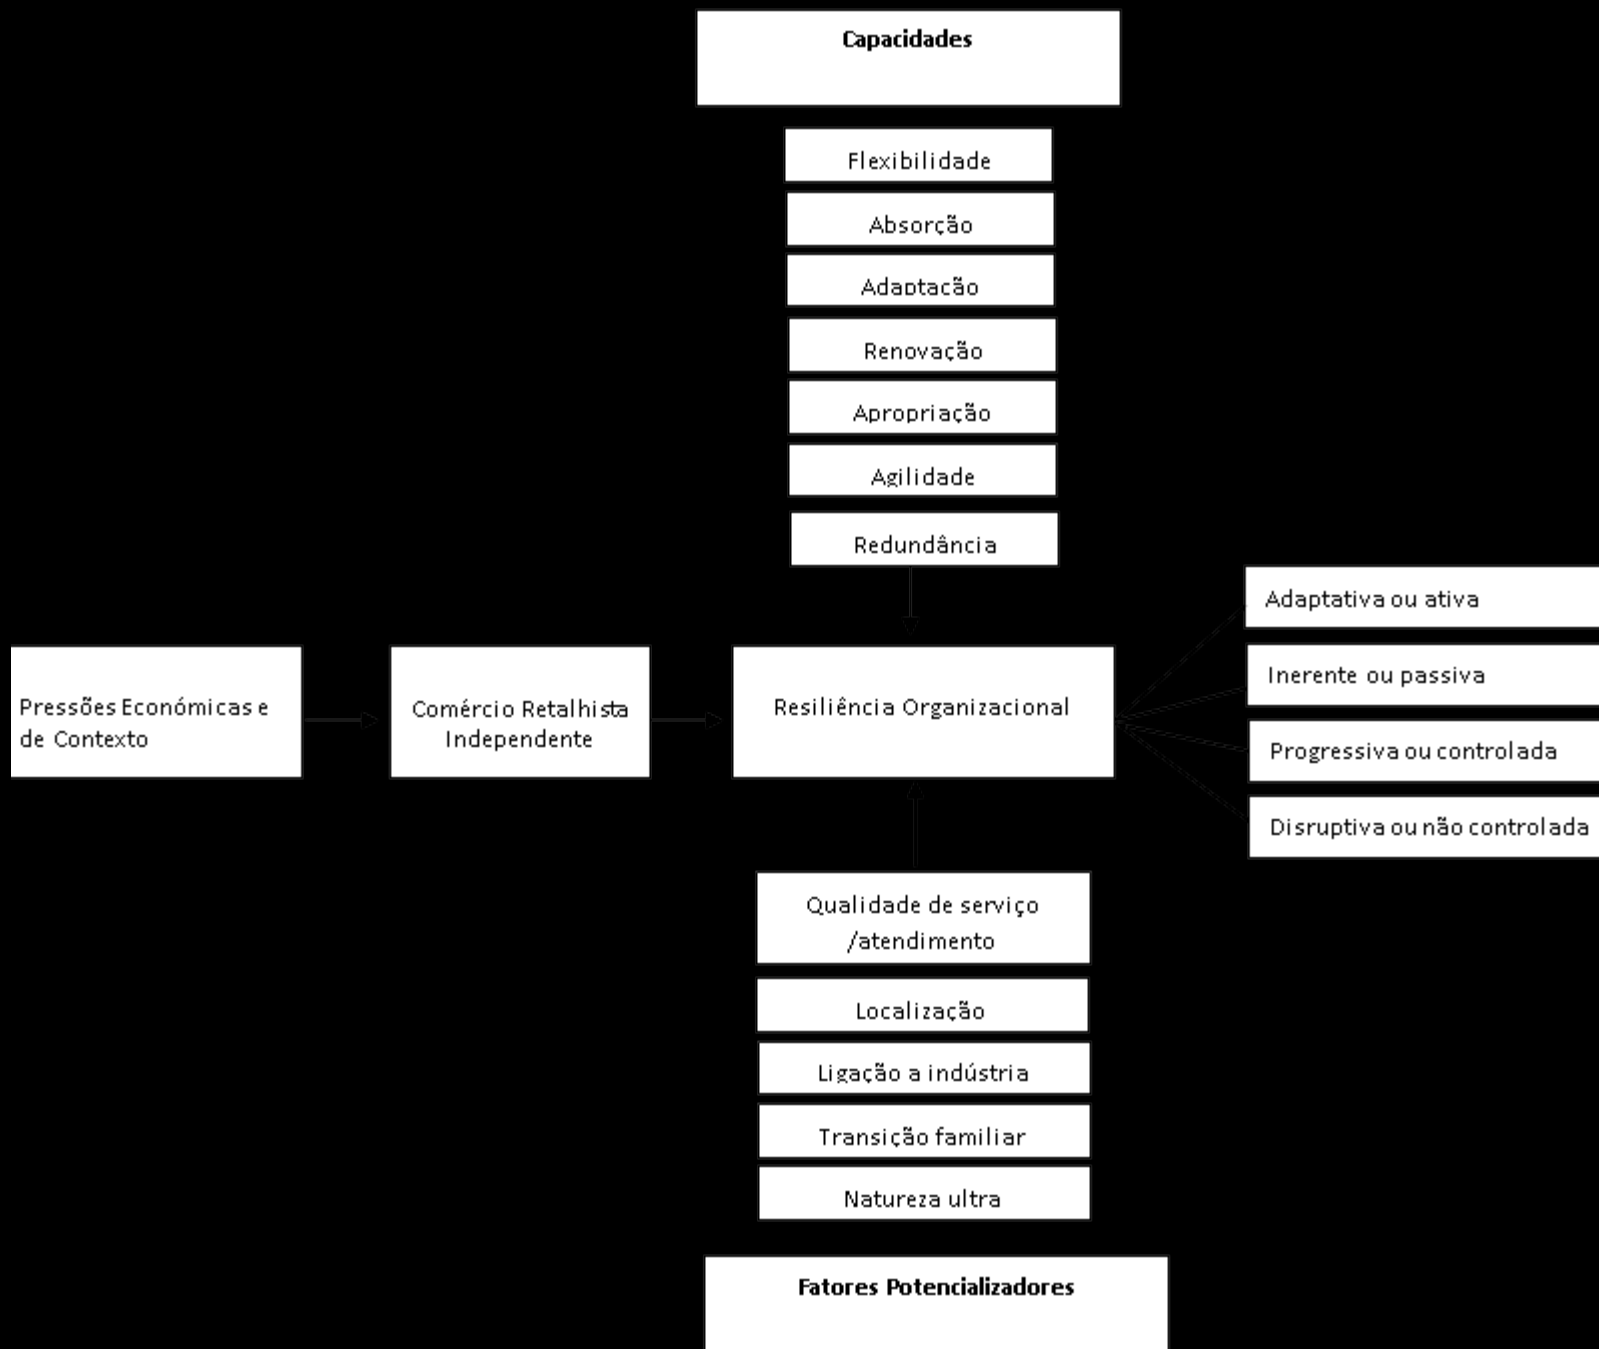 Capacidades
Flexibilidade
Absorção
Adaptação
Renovação
Apropriação
Agilidade
Redundância
Pressões Económicas e
de Contexto
Comércio Retalhista
Independente
Resiliência Organizacional
Adaptativa ou ativa
Inerente ou passiva
Progressiva ou controlada
Disruptiva ou não controlada
Qualidade de serviço
/atendimento
Localização
Ligação a indústria
Transição familiar
Natureza ultra
Fatores Potencializadores